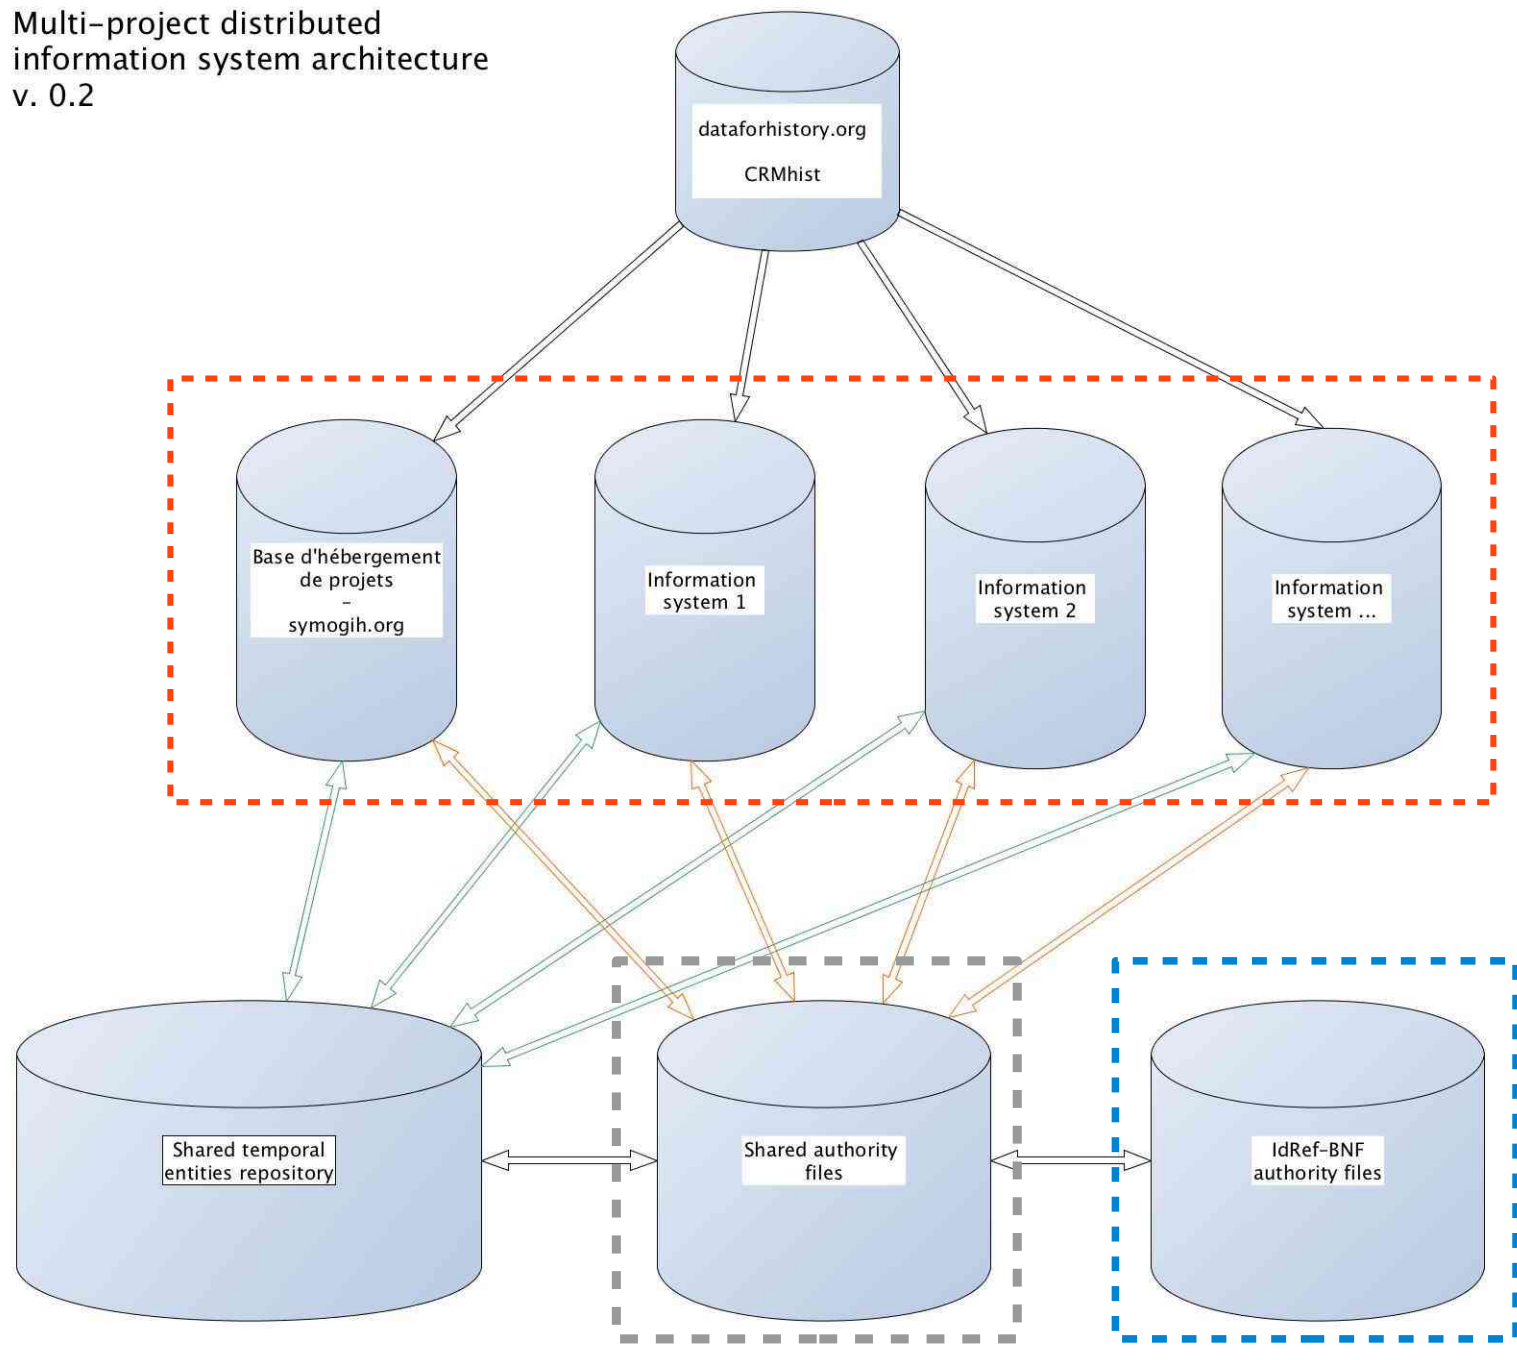 Multi-project distributed
information system architecture
v. 0.2
dataforhistory.org
CRMhist
Base d'hébergement
de projets
-
symogih.org
Information
system 1
Information
system 2
Information
system ...
Shared temporal
entities repository
Shared authority
files
IdRef-BNF
authority files